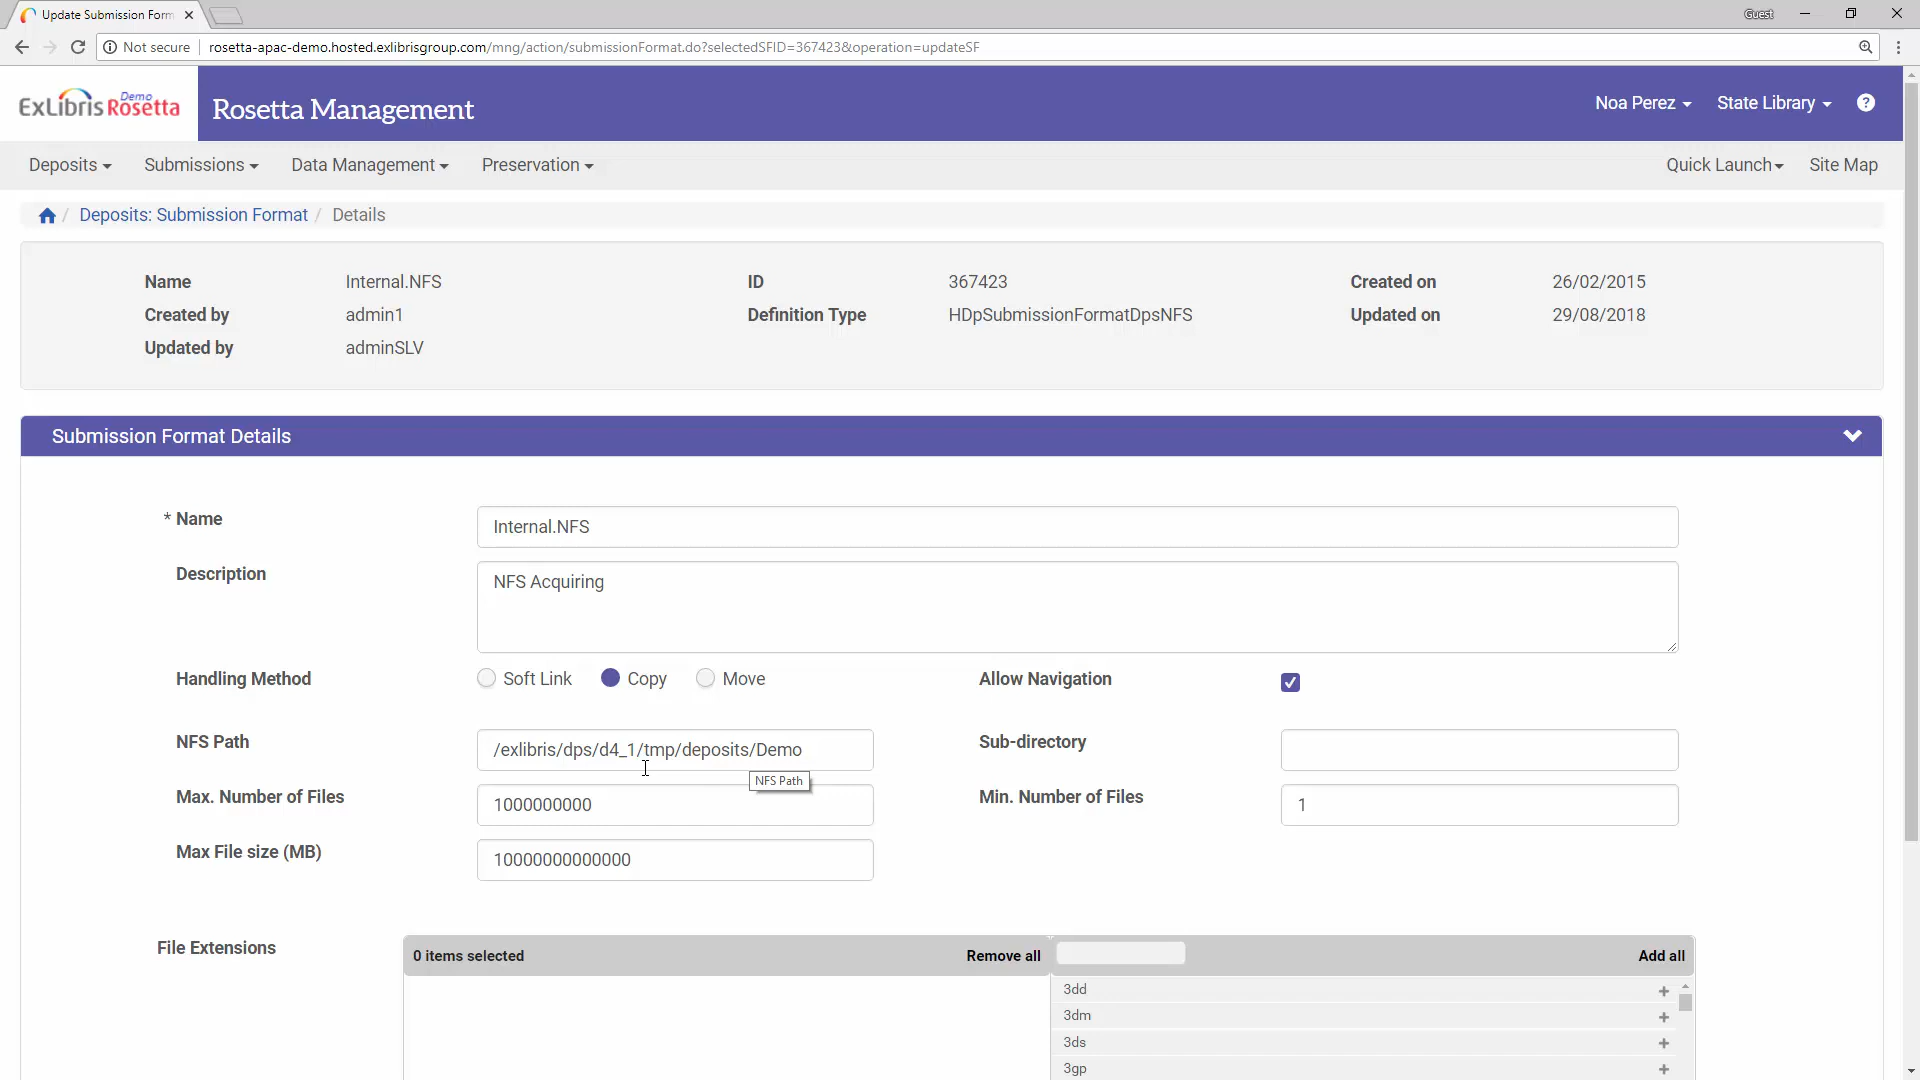 Update Submission Form
Guest
Not secure
rosetta-apac-demo.hosted.exlibrisgroup.com/mng/action/submissionFormat.do?selectedSFID=367423&operation=updateSF
ExLibris Rosetta Demo
Rosetta Management
Noa Perez
State Library
?
Deposits
Submissions
Data Management
Preservation
Quick Launch
Site Map
/ Deposits: Submission Format / Details
Name Internal.NFS ID 367423 Created on 26/02/2015
Created by admin1 Definition Type HDpSubmissionFormatDpsNFS Updated on 29/08/2018
Updated by adminSLV
Submission Format Details
* Name Internal.NFS
Description NFS Acquiring
Handling Method Soft Link Copy Move Allow Navigation
NFS Path /exlibris/dps/d4_1/tmp/deposits/Demo Sub-directory
NFS Path
Max. Number of Files 1000000000 Min. Number of Files 1
Max File size (MB) 10000000000000
File Extensions 0 items selected Remove all Add all
3dd +
3dm +
3ds +
3gp +